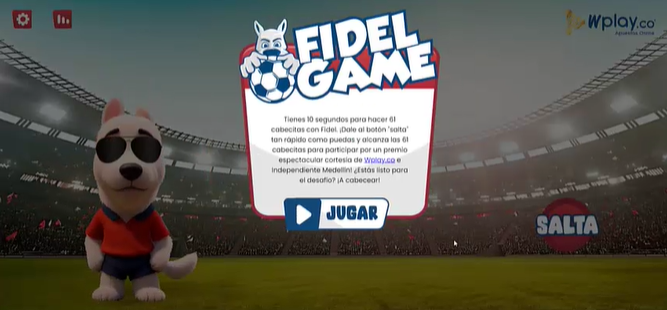 Wplay.co
Apuestas Online
FIDEL
GAME
Tienes 10 segundos para hacer 61
cabecitas con Fidel. ¡Dale al botón "salta"
tan rápido como puedas y alcanza las 61
cabecitas para participar por un premio
espectacular cortesía de Wplay.co e
Independiente Medellín! ¿Estás listo para
el desafío? ¡A cabecear!
JUGAR
SALTA